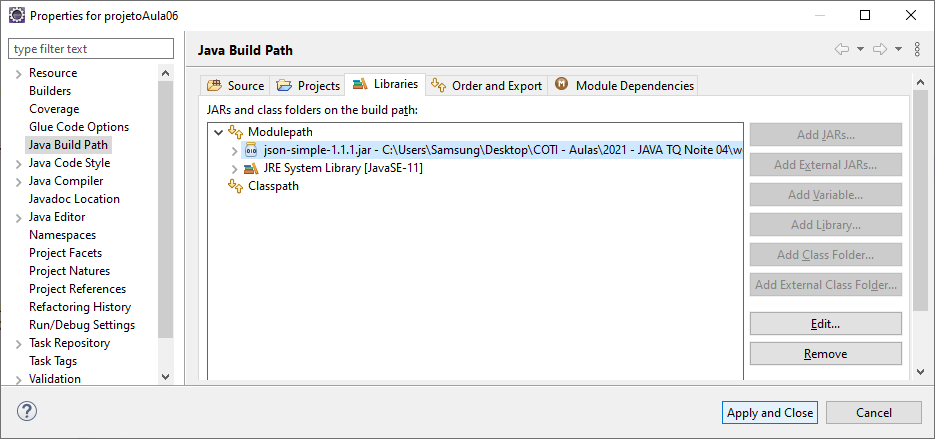 Properties for projetoAula06
type filter text
Resource
Builders
Coverage
Glue Code Options
Java Build Path
Java Code Style
Java Compiler
Javadoc Location
Java Editor
Namespaces
Project Facets
Project Natures
Project References
Refactoring History
Run/Debug Settings
Task Repository
Task Tags
Validation
Java Build Path
Source Projects Libraries Order and Export Module Dependencies
JARs and class folders on the build path:
Modulepath
json-simple-1.1.1.jar - C:\Users\Samsung\Desktop\COTI - Aulas\2021 - JAVA TQ Noite 04\w
JRE System Library [JavaSE-11]
Classpath
Add JARs...
Add External JARs...
Add Variable...
Add Library...
Add Class Folder...
Add External Class Folder...
Edit...
Remove
Apply and Close
Cancel